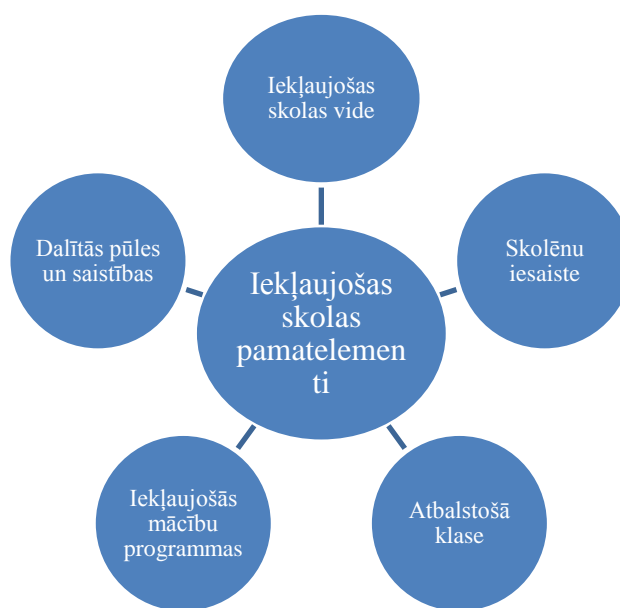 Iekļaujošas
skolas vide
Skolēnu
iesaiste
Atbalstošā
klase
Iekļaujošās
mācību
programmas
Dalītās pūles
un saistības
Iekļaujošas
skolas
pamatelemen
ti